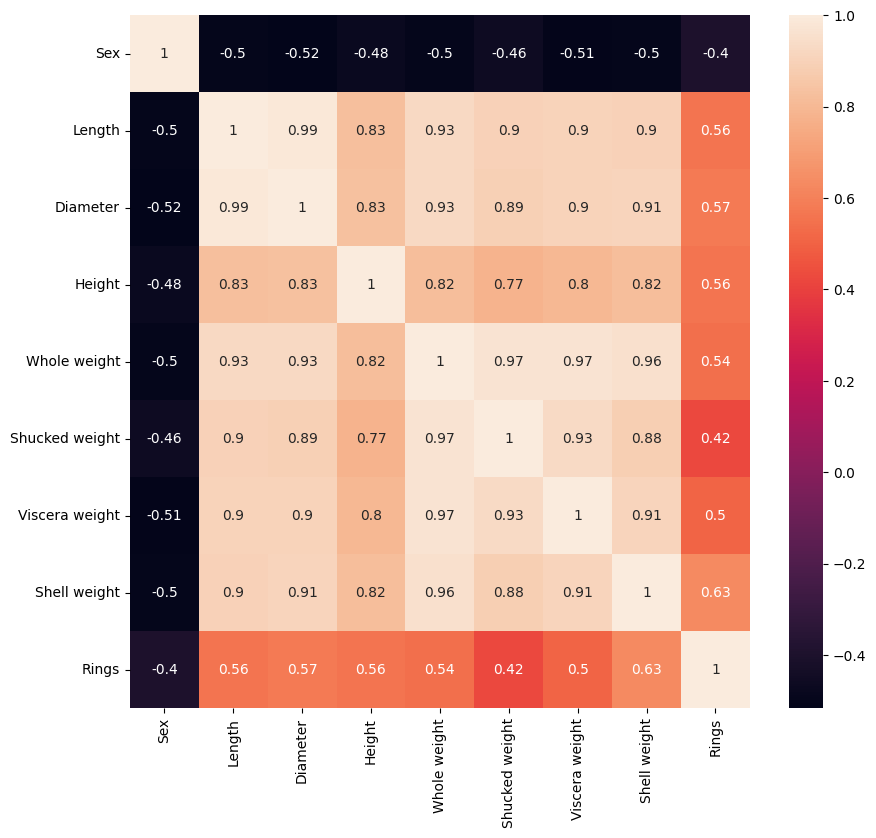 Sex 1 -0.5 -0.52 -0.48 -0.5 -0.46 -0.51 -0.5 -0.4
Length -0.5 1 0.99 0.83 0.93 0.9 0.9 0.9 0.56
Diameter -0.52 0.99 1 0.83 0.93 0.89 0.9 0.91 0.57
Height -0.48 0.83 0.83 1 0.82 0.77 0.8 0.82 0.56
Whole weight -0.5 0.93 0.93 0.82 1 0.97 0.97 0.96 0.54
Shucked weight -0.46 0.9 0.89 0.77 0.97 1 0.93 0.88 0.42
Viscera weight -0.51 0.9 0.9 0.8 0.97 0.93 1 0.91 0.5
Shell weight -0.5 0.9 0.91 0.82 0.96 0.88 0.91 1 0.63
Rings -0.4 0.56 0.57 0.56 0.54 0.42 0.5 0.63 1
Sex
Length
Diameter
Height
Whole weight
Shucked weight
Viscera weight
Shell weight
Rings
1.0
0.8
0.6
0.4
0.2
0.0
−0.2
−0.4